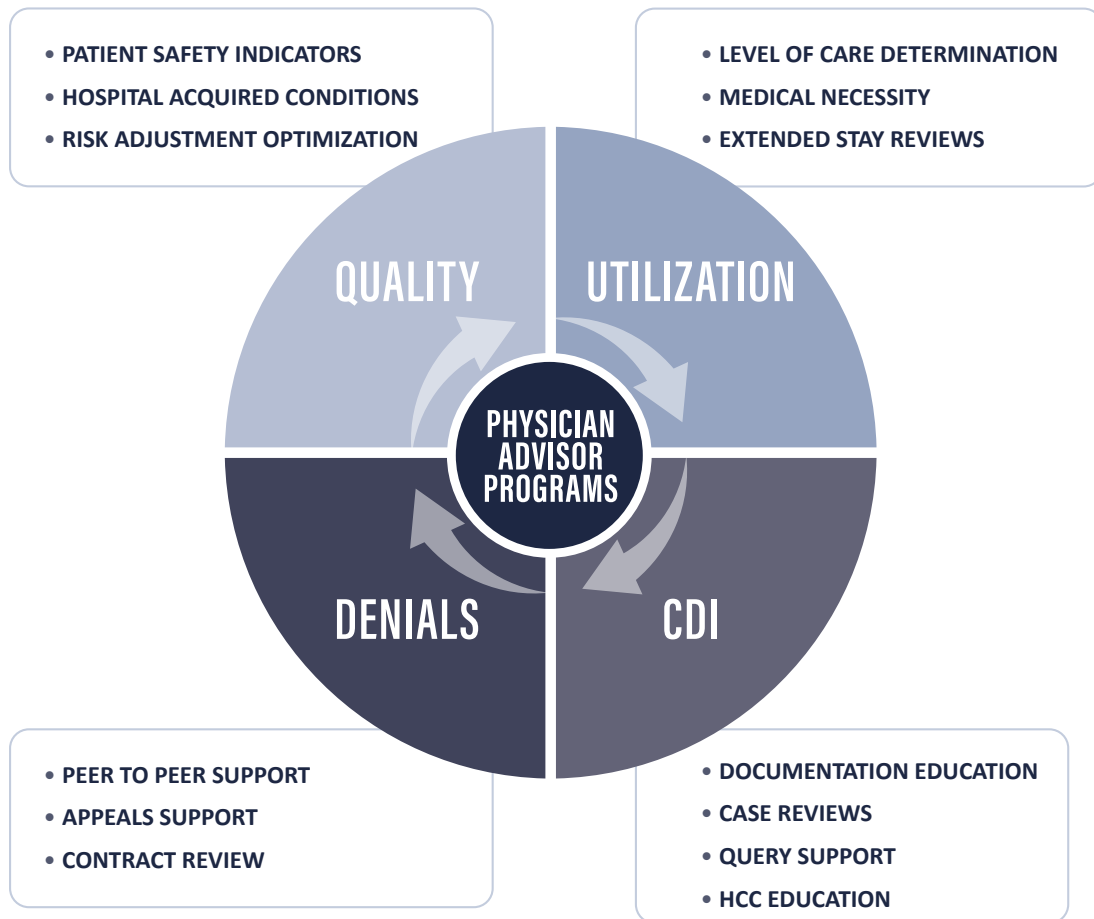 • PATIENT SAFETY INDICATORS
• HOSPITAL ACQUIRED CONDITIONS
• RISK ADJUSTMENT OPTIMIZATION
• LEVEL OF CARE DETERMINATION
• MEDICAL NECESSITY
• EXTENDED STAY REVIEWS
QUALITY
UTILIZATION
PHYSICIAN
ADVISOR
PROGRAMS
DENIALS
CDI
• PEER TO PEER SUPPORT
• APPEALS SUPPORT
• CONTRACT REVIEW
• DOCUMENTATION EDUCATION
• CASE REVIEWS
• QUERY SUPPORT
• HCC EDUCATION